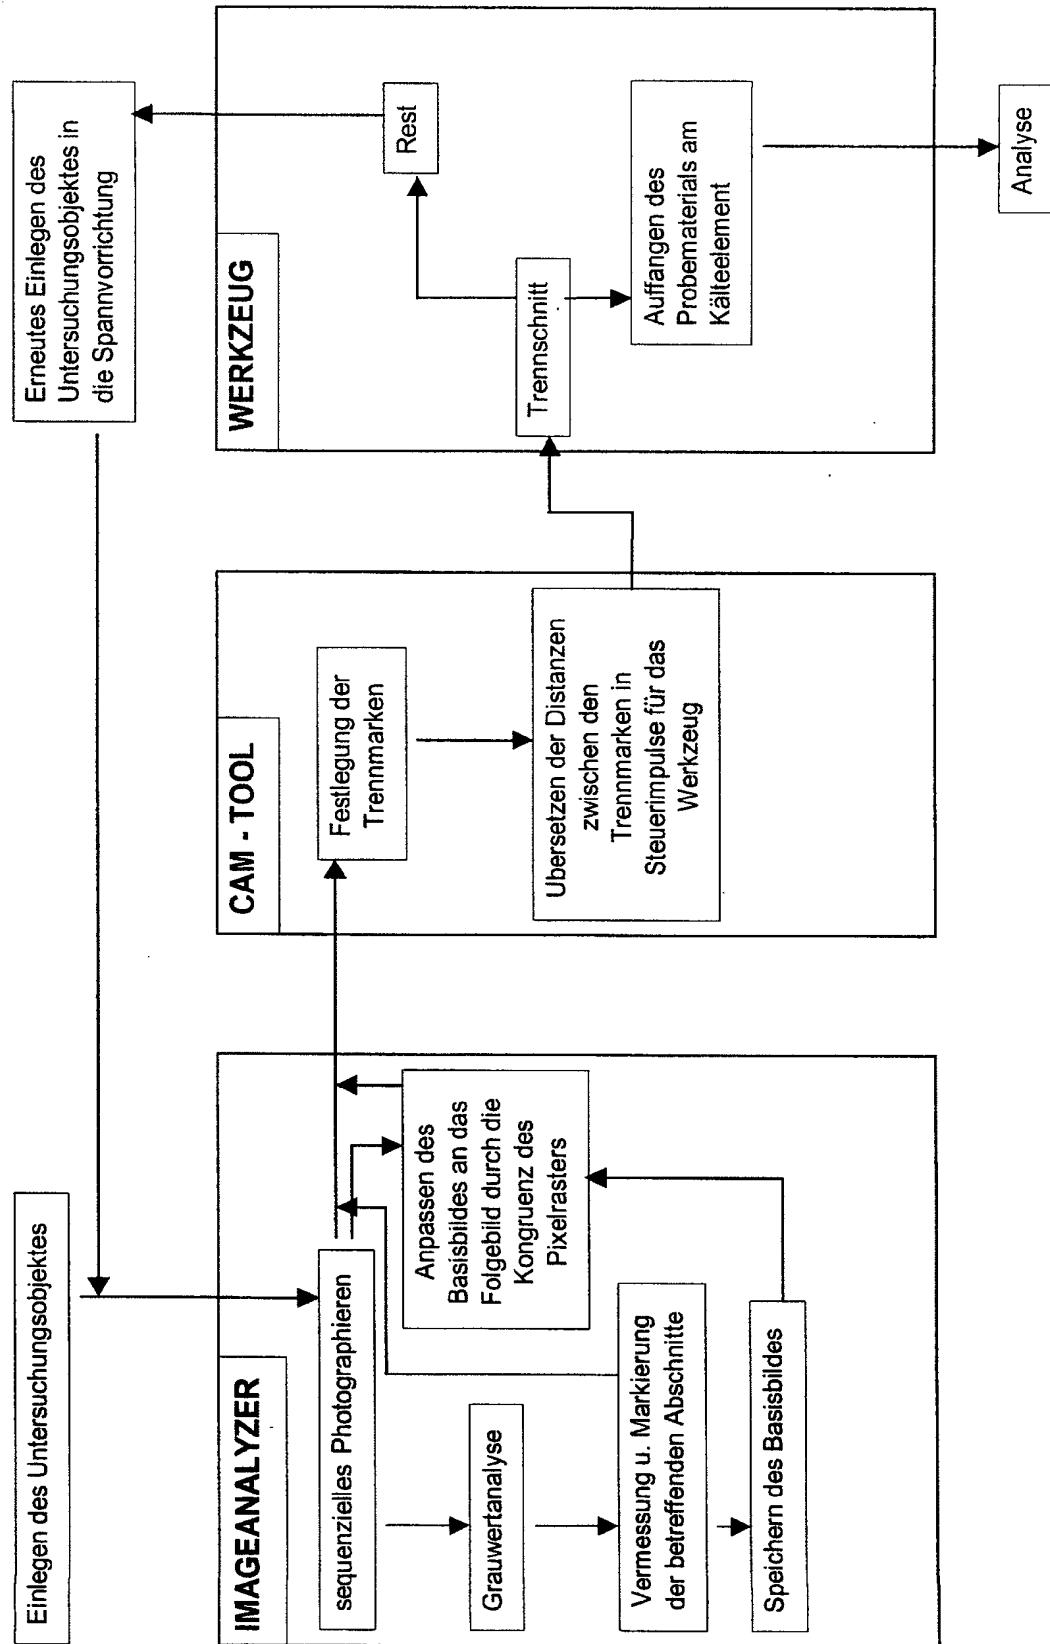 Einlegen des Untersuchungsobjektes
Erneutes Einlegen des
Untersuchungsobjektes in
die Spannvorrichtung
IMAGEANALYZER
sequenzielles Photographieren
Grauwertanalyse
Vermessung u. Markierung
der betreffenden Abschnitte
Speichern des Basisbildes
Anpassen des
Basisbildes an das
Folgebild durch die
Kongruenz des
Pixelrasters
CAM - TOOL
Festlegung der
Trennmarken
Übersetzen der Distanzen
zwischen den
Trennmarken in
Steuerimpulse für das
Werkzeug
WERKZEUG
Trennschnitt
Rest
Auffangen des
Probematerials am
Kälteelement
Analyse